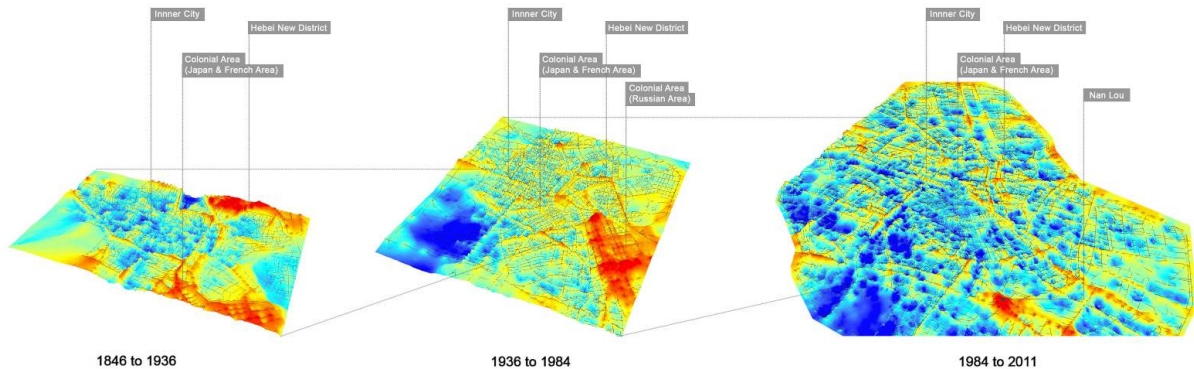 Innner City
Hebei New District
Colonial Area
(Japan & French Area)
1846 to 1936
Innner City
Hebei New District
Colonial Area
(Japan & French Area)
Colonial Area
(Russian Area)
1936 to 1984
Innner City
Hebei New District
Colonial Area
(Japan & French Area)
Nan Lou
1984 to 2011